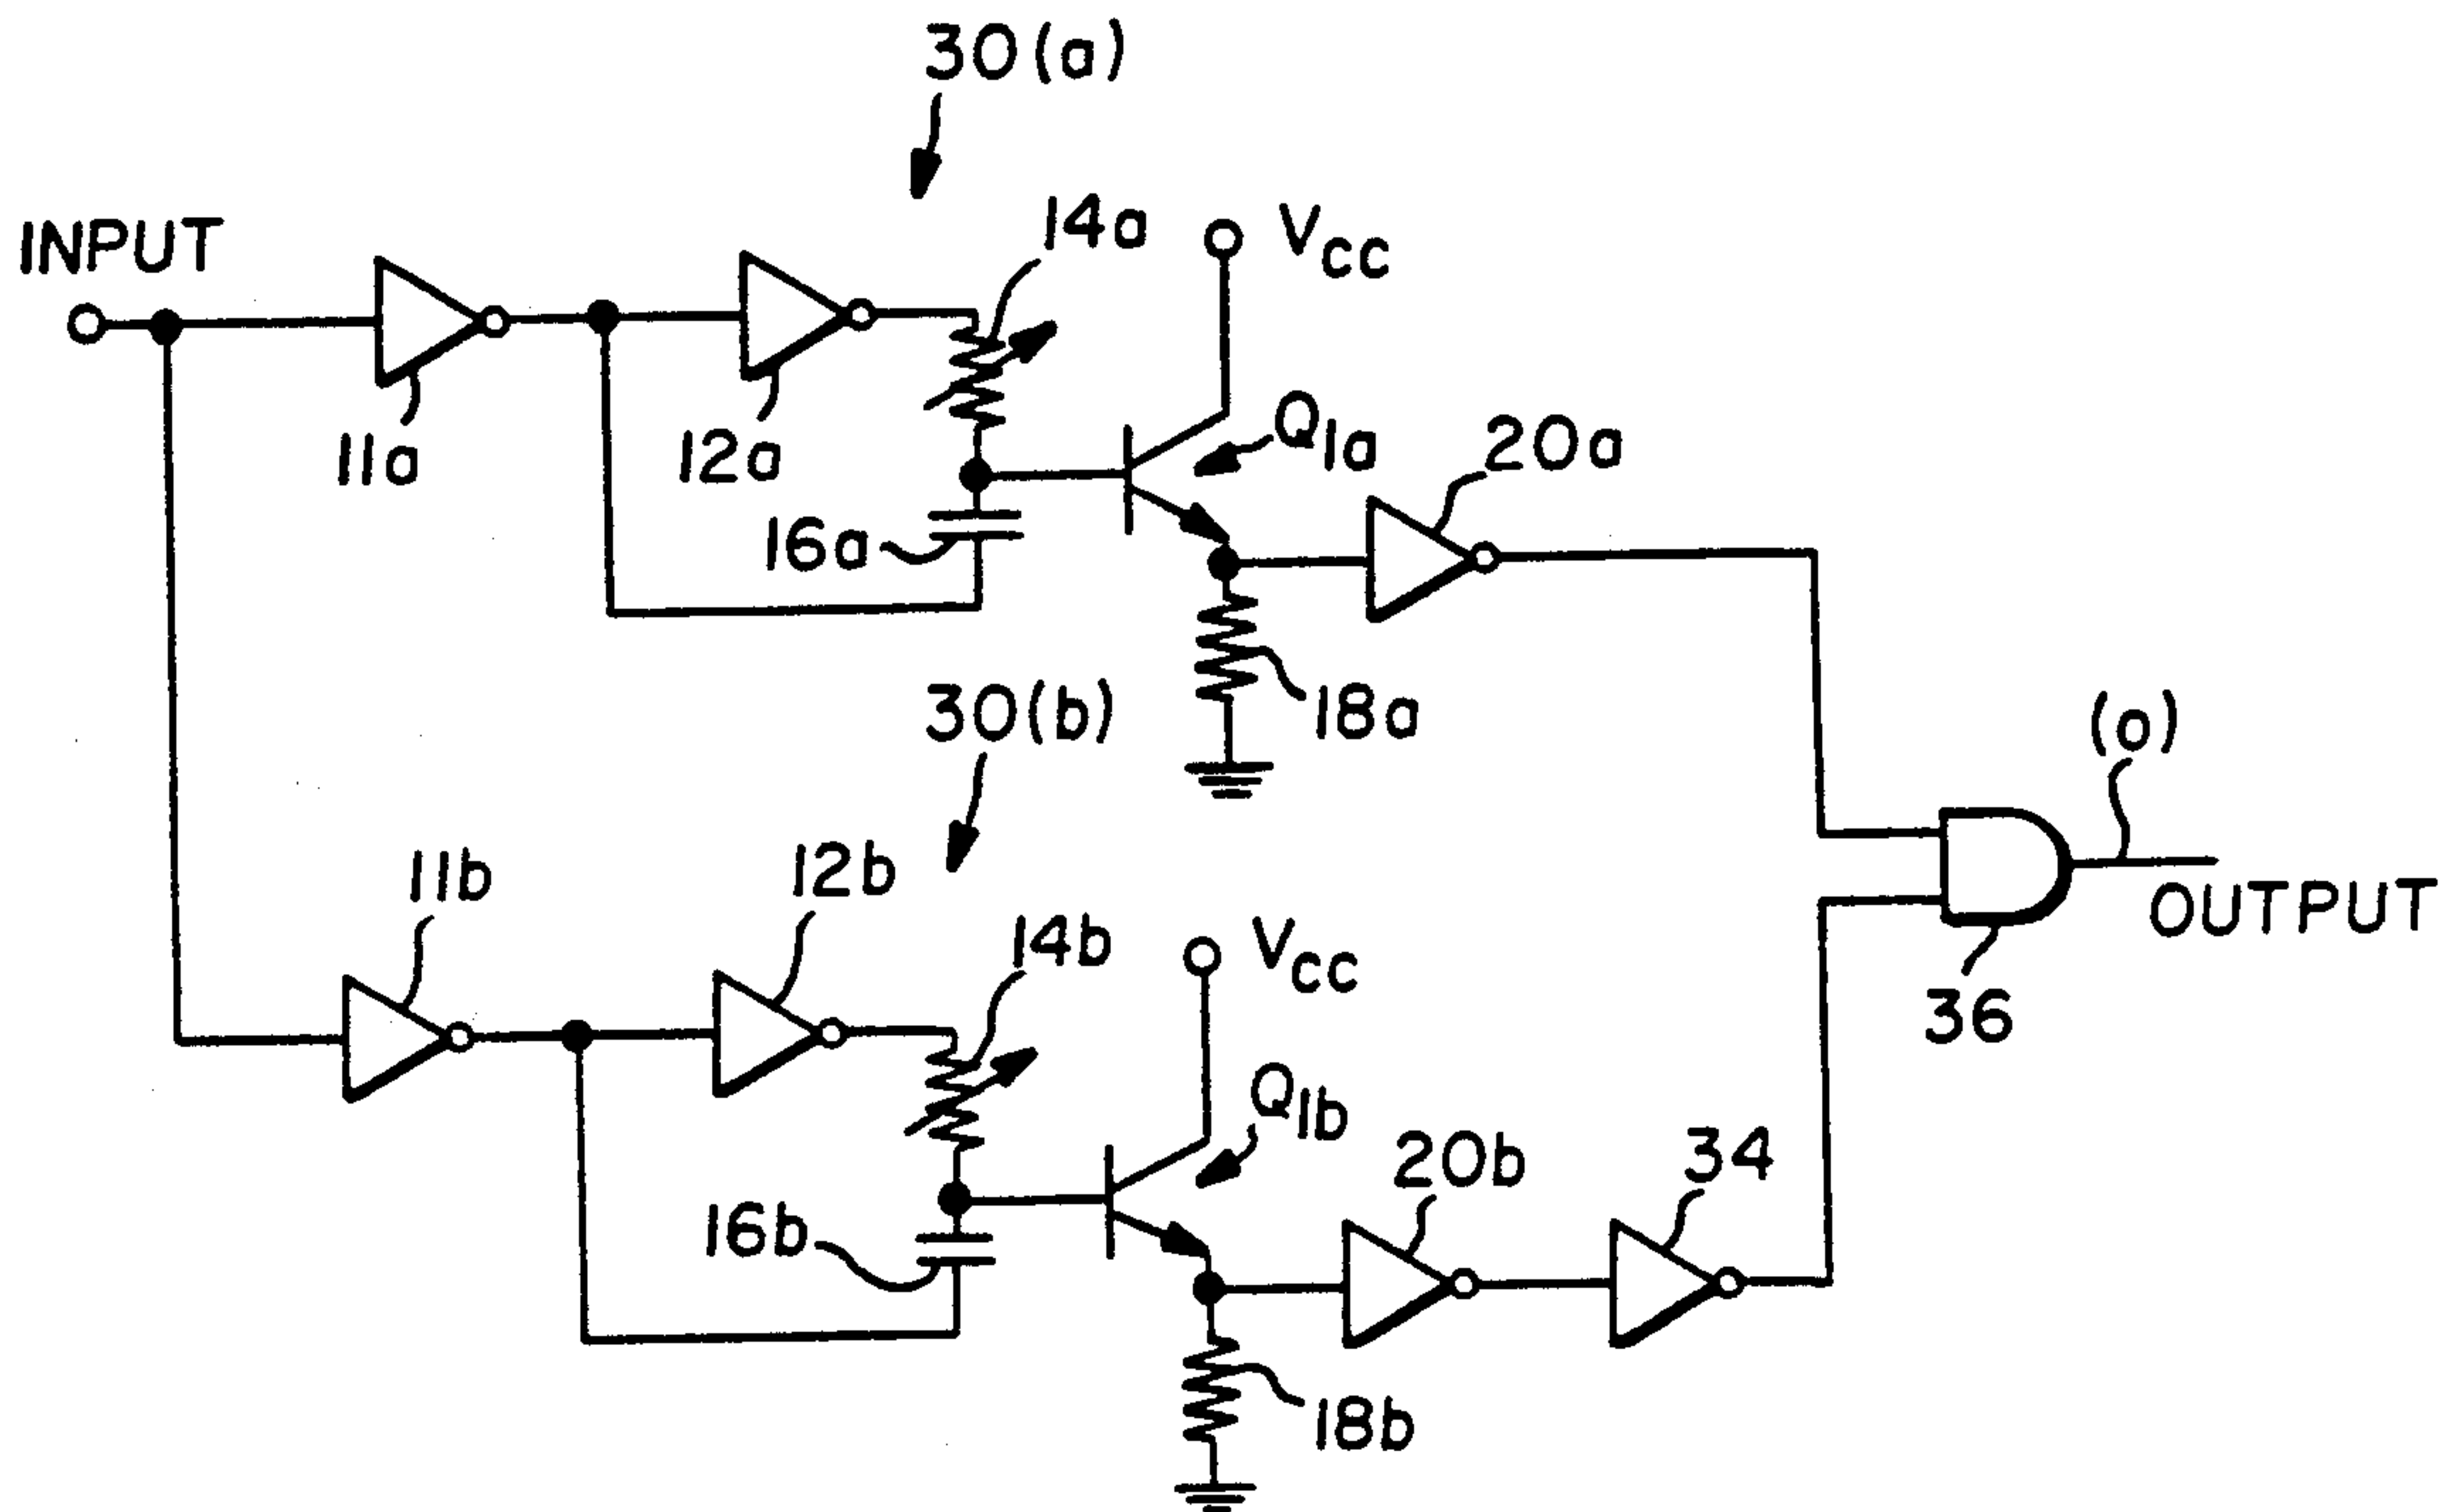 30(a)
INPUT
14a
VCC
11a
12a
Q1a
20a
16a
18a
30(b)
(o)
11b
12b
14b
VCC
OUTPUT
36
Q1b
20b
34
16b
18b